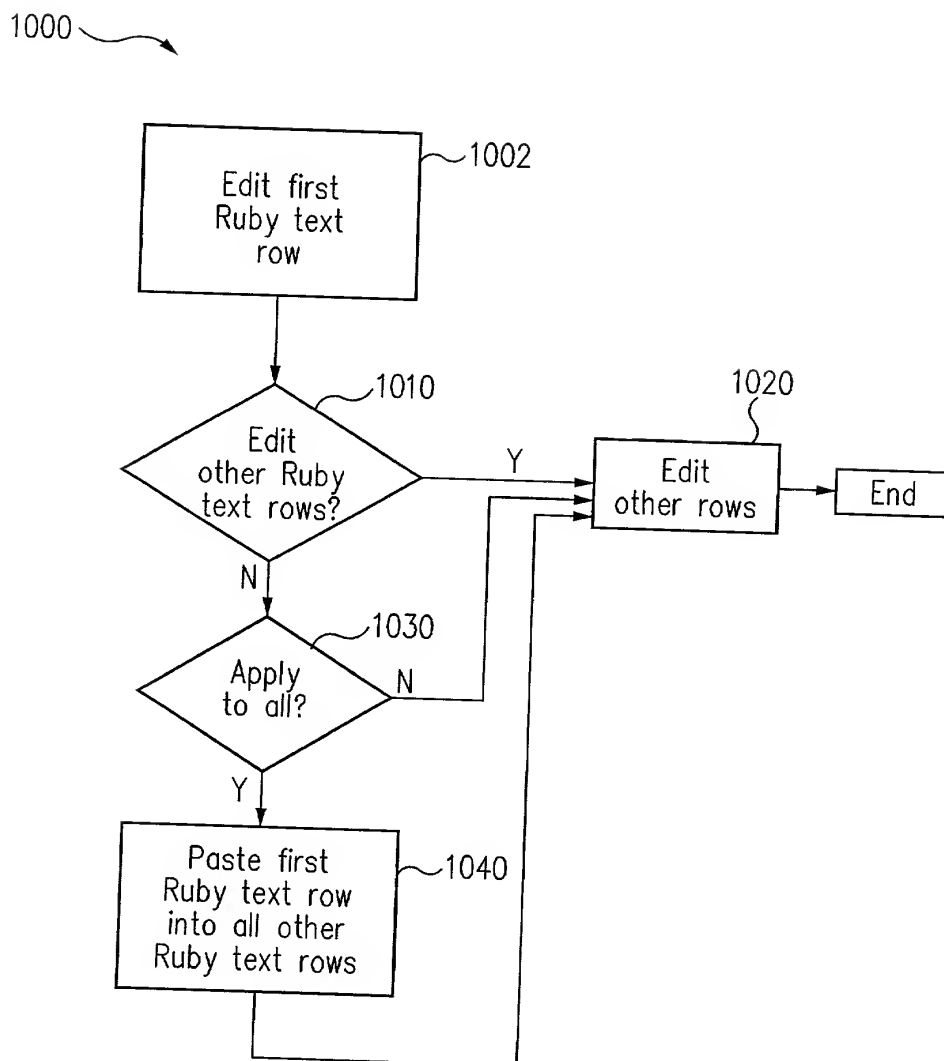 1000
1002
Edit first
Ruby text
row
1010
Edit
other Ruby
text rows?
Y
1020
Edit
other rows
End
N
1030
Apply
to all?
N
Y
1040
Paste first
Ruby text row
into all other
Ruby text rows